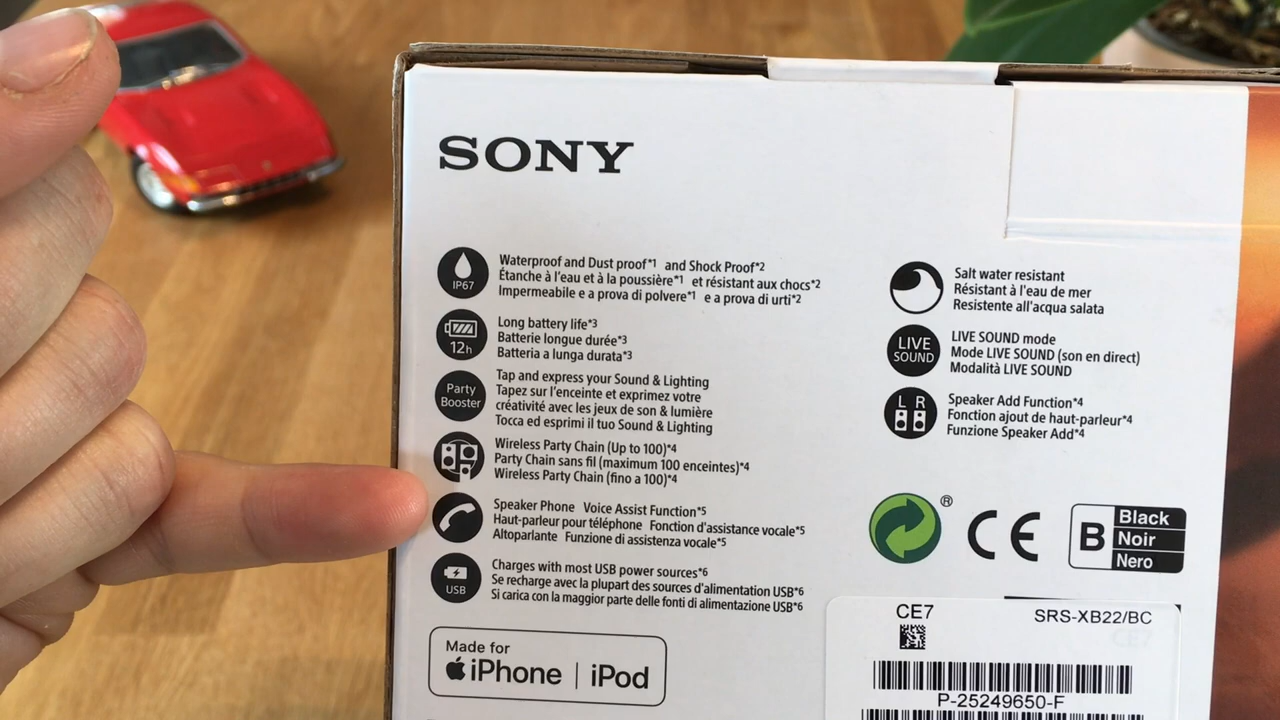 SONY
IP67
Waterproof and Dust proof*1 and Shock Proof*2
Étanche à l'eau et à la poussière*1 et résistant aux chocs*2
Impermeabile e a prova di polvere*1 e a prova di urti*2
12h
Long battery life*3
Batterie longue durée*3
Batteria a lunga durata*3
Party
Booster
Tap and express your Sound & Lighting
Tapez sur l'enceinte et exprimez votre
créativité avec les jeux de son & lumière
Tocca ed esprimi il tuo Sound & Lighting
Wireless Party Chain (Up to 100)*4
Party Chain sans fil (maximum 100 enceintes)*4
Wireless Party Chain (fino a 100)*4
Speaker Phone Voice Assist Function*5
Haut-parleur pour téléphone Fonction d'assistance vocale*5
Altoparlante Funzione di assistenza vocale*5
USB
Charges with most USB power sources*6
Se recharge avec la plupart des sources d'alimentation USB*6
Si carica con la maggior parte delle fonti di alimentazione USB*6
Made for
iPhone | iPod
Salt water resistant
Résistant à l'eau de mer
Resistente all'acqua salata
LIVE
SOUND
LIVE SOUND mode
Mode LIVE SOUND (son en direct)
Modalità LIVE SOUND
L R
Speaker Add Function*4
Fonction ajout de haut-parleur*4
Funzione Speaker Add*4
®
CE
B
Black
Noir
Nero
CE7
SRS-XB22/BC
P-25249650-F